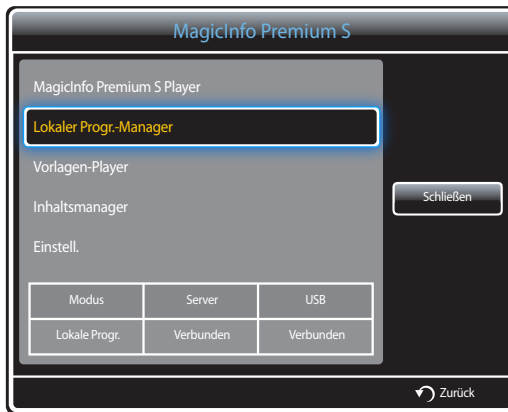 MagicInfo Premium S
MagicInfo Premium S Player
Lokaler Progr.-Manager
Vorlagen-Player
Inhaltsmanager
Einstell.
Schließen
Modus Server USB
Lokale Progr. Verbunden Verbunden
Zurück